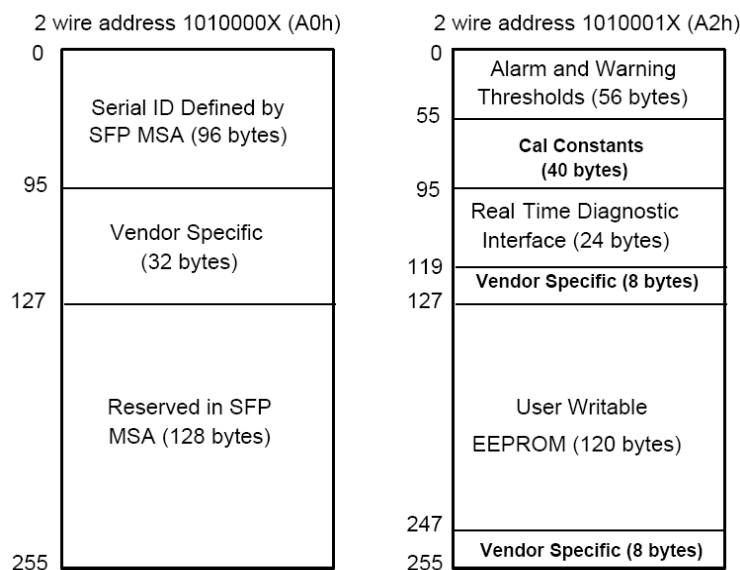 2 wire address 1010000X (A0h)
0
Serial ID Defined by
SFP MSA (96 bytes)
95
Vendor Specific
(32 bytes)
127
Reserved in SFP
MSA (128 bytes)
255
2 wire address 1010001X (A2h)
0
Alarm and Warning
Thresholds (56 bytes)
55
Cal Constants
(40 bytes)
95
Real Time Diagnostic
Interface (24 bytes)
119
Vendor Specific (8 bytes)
127
User Writable
EEPROM (120 bytes)
247
Vendor Specific (8 bytes)
255